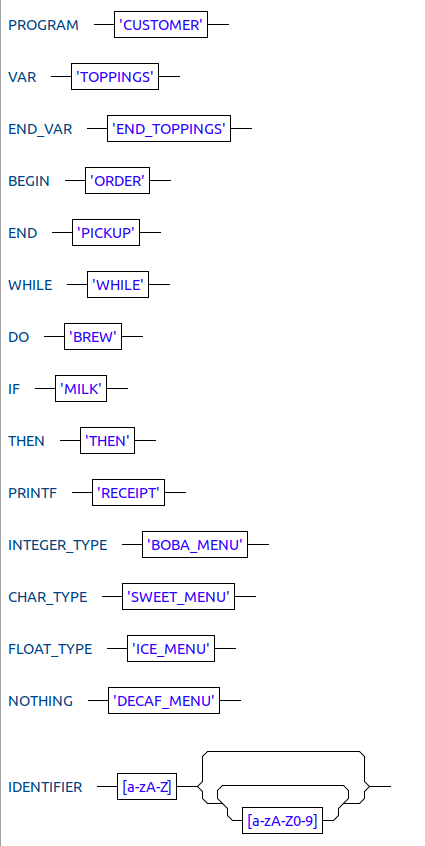 PROGRAM 'CUSTOMER'
VAR 'TOPPINGS'
END_VAR 'END_TOPPINGS'
BEGIN 'ORDER'
END 'PICKUP'
WHILE 'WHILE'
DO 'BREW'
IF 'MILK'
THEN 'THEN'
PRINTF 'RECEIPT'
INTEGER_TYPE 'BOBA_MENU'
CHAR_TYPE 'SWEET_MENU'
FLOAT_TYPE 'ICE_MENU'
NOTHING 'DECAF_MENU'
IDENTIFIER [a-zA-Z]
[a-zA-Z0-9]